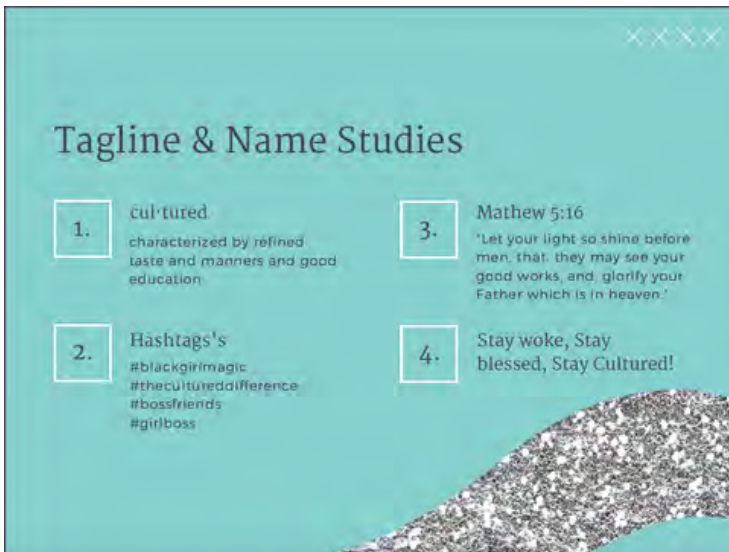 Tagline & Name Studies
1.
cul·tured
characterized by refined
taste and manners and good
education
2.
Hashtags's
#blackgirlmagic
#thecultureddifference
#bossfriends
#girlboss
3.
Mathew 5:16
"Let your light so shine before
men, that, they may see your
good works, and, glorify your
Father which is in heaven."
4.
Stay woke, Stay
blessed, Stay Cultured!